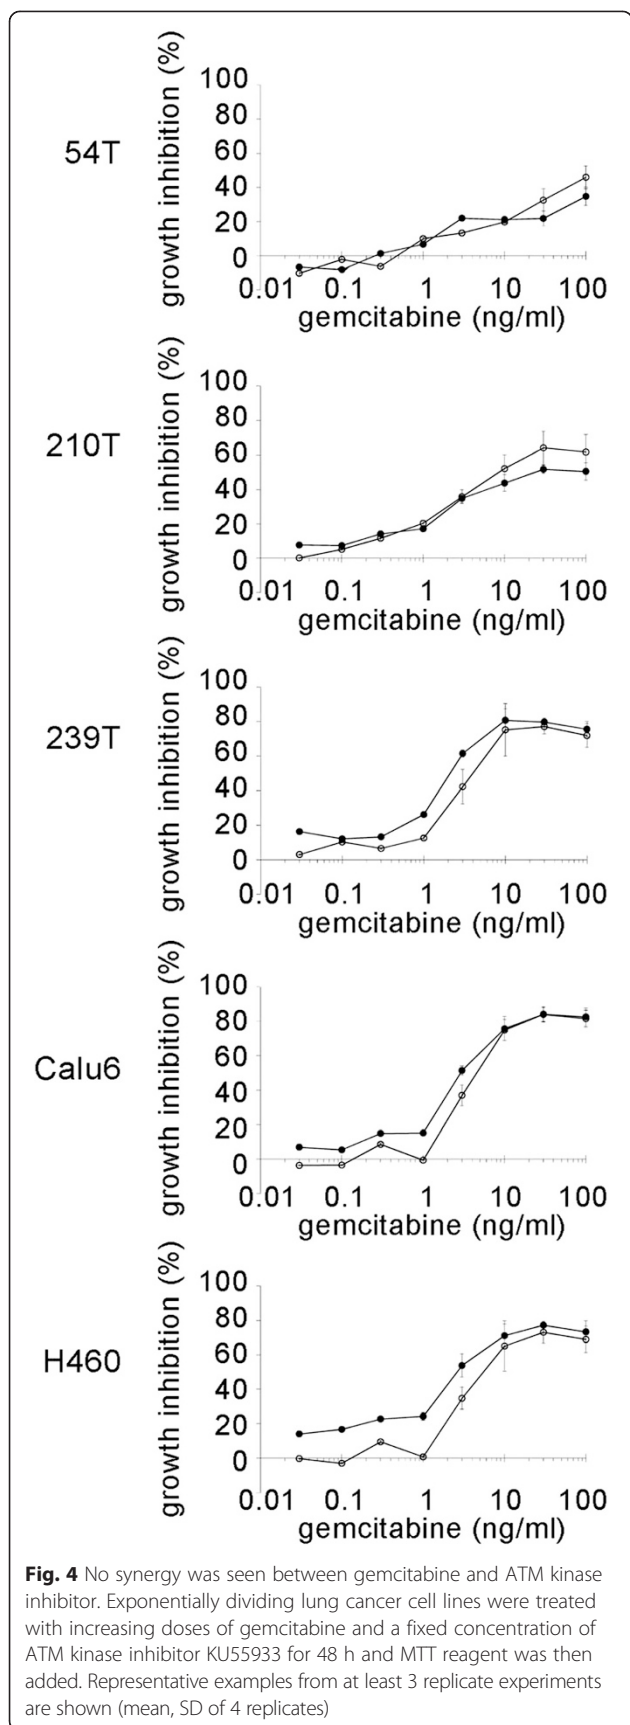 54T
growth inhibition (%)
100
80
60
40
20
0
0.01 0.1 1 10 100
gemcitabine (ng/ml)
210T
growth inhibition (%)
100
80
60
40
20
0
0.01 0.1 1 10 100
gemcitabine (ng/ml)
239T
growth inhibition (%)
100
80
60
40
20
0
0.01 0.1 1 10 100
gemcitabine (ng/ml)
Calu6
growth inhibition (%)
100
80
60
40
20
0
0.01 0.1 1 10 100
gemcitabine (ng/ml)
H460
growth inhibition (%)
100
80
60
40
20
0
0.01 0.1 1 10 100
gemcitabine (ng/ml)
Fig. 4 No synergy was seen between gemcitabine and ATM kinase
inhibitor. Exponentially dividing lung cancer cell lines were treated
with increasing doses of gemcitabine and a fixed concentration of
ATM kinase inhibitor KU55933 for 48 h and MTT reagent was then
added. Representative examples from at least 3 replicate experiments
are shown (mean, SD of 4 replicates)